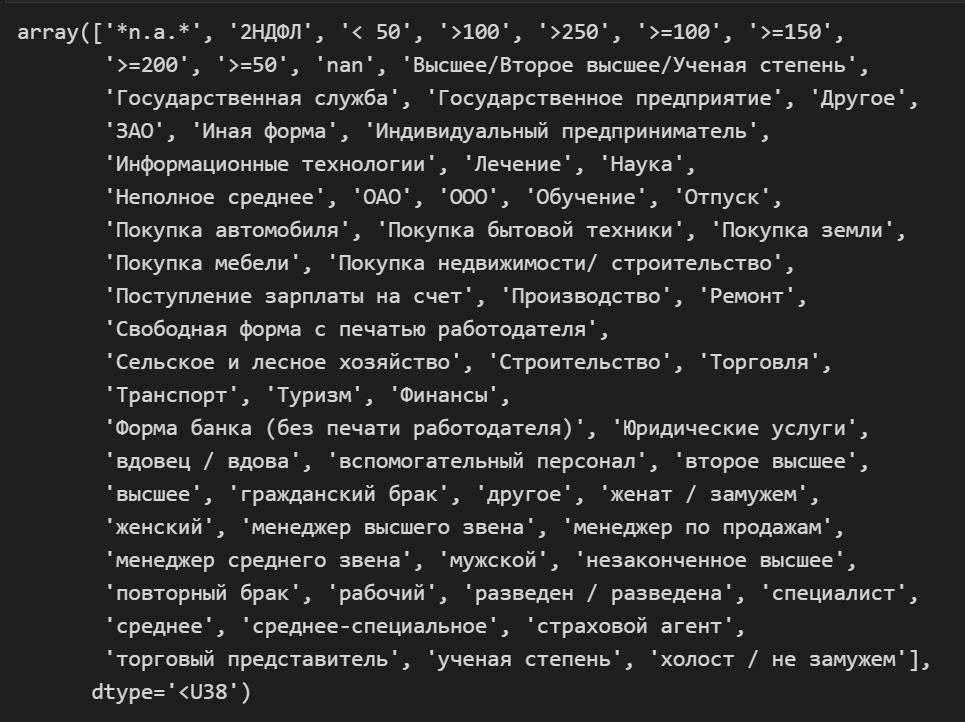 array(['*n.a.*', '2НДФЛ', '< 50', '>100', '>250', '>=100', '>=150',
'>=200', '>=50', 'nan', 'Высшее/Второе высшее/Ученая степень',
'Государственная служба', 'Государственное предприятие', 'Другое',
'ЗАО', 'Иная форма', 'Индивидуальный предприниматель',
'Информационные технологии', 'Лечение', 'Наука',
'Неполное среднее', 'ОАО', 'ООО', 'Обучение', 'Отпуск',
'Покупка автомобиля', 'Покупка бытовой техники', 'Покупка земли',
'Покупка мебели', 'Покупка недвижимости/ строительство',
'Поступление зарплаты на счет', 'Производство', 'Ремонт',
'Свободная форма с печатью работодателя',
'Сельское и лесное хозяйство', 'Строительство', 'Торговля',
'Транспорт', 'Туризм', 'Финансы',
'Форма банка (без печати работодателя)', 'Юридические услуги',
'вдовец / вдова', 'вспомогательный персонал', 'второе высшее',
'высшее', 'гражданский брак', 'другое', 'женат / замужем',
'женский', 'менеджер высшего звена', 'менеджер по продажам',
'менеджер среднего звена', 'мужской', 'незаконченное высшее',
'повторный брак', 'рабочий', 'разведен / разведена', 'специалист',
'среднее', 'среднее-специальное', 'страховой агент',
'торговый представитель', 'ученая степень', 'холост / не замужем'],
dtype='<U38')